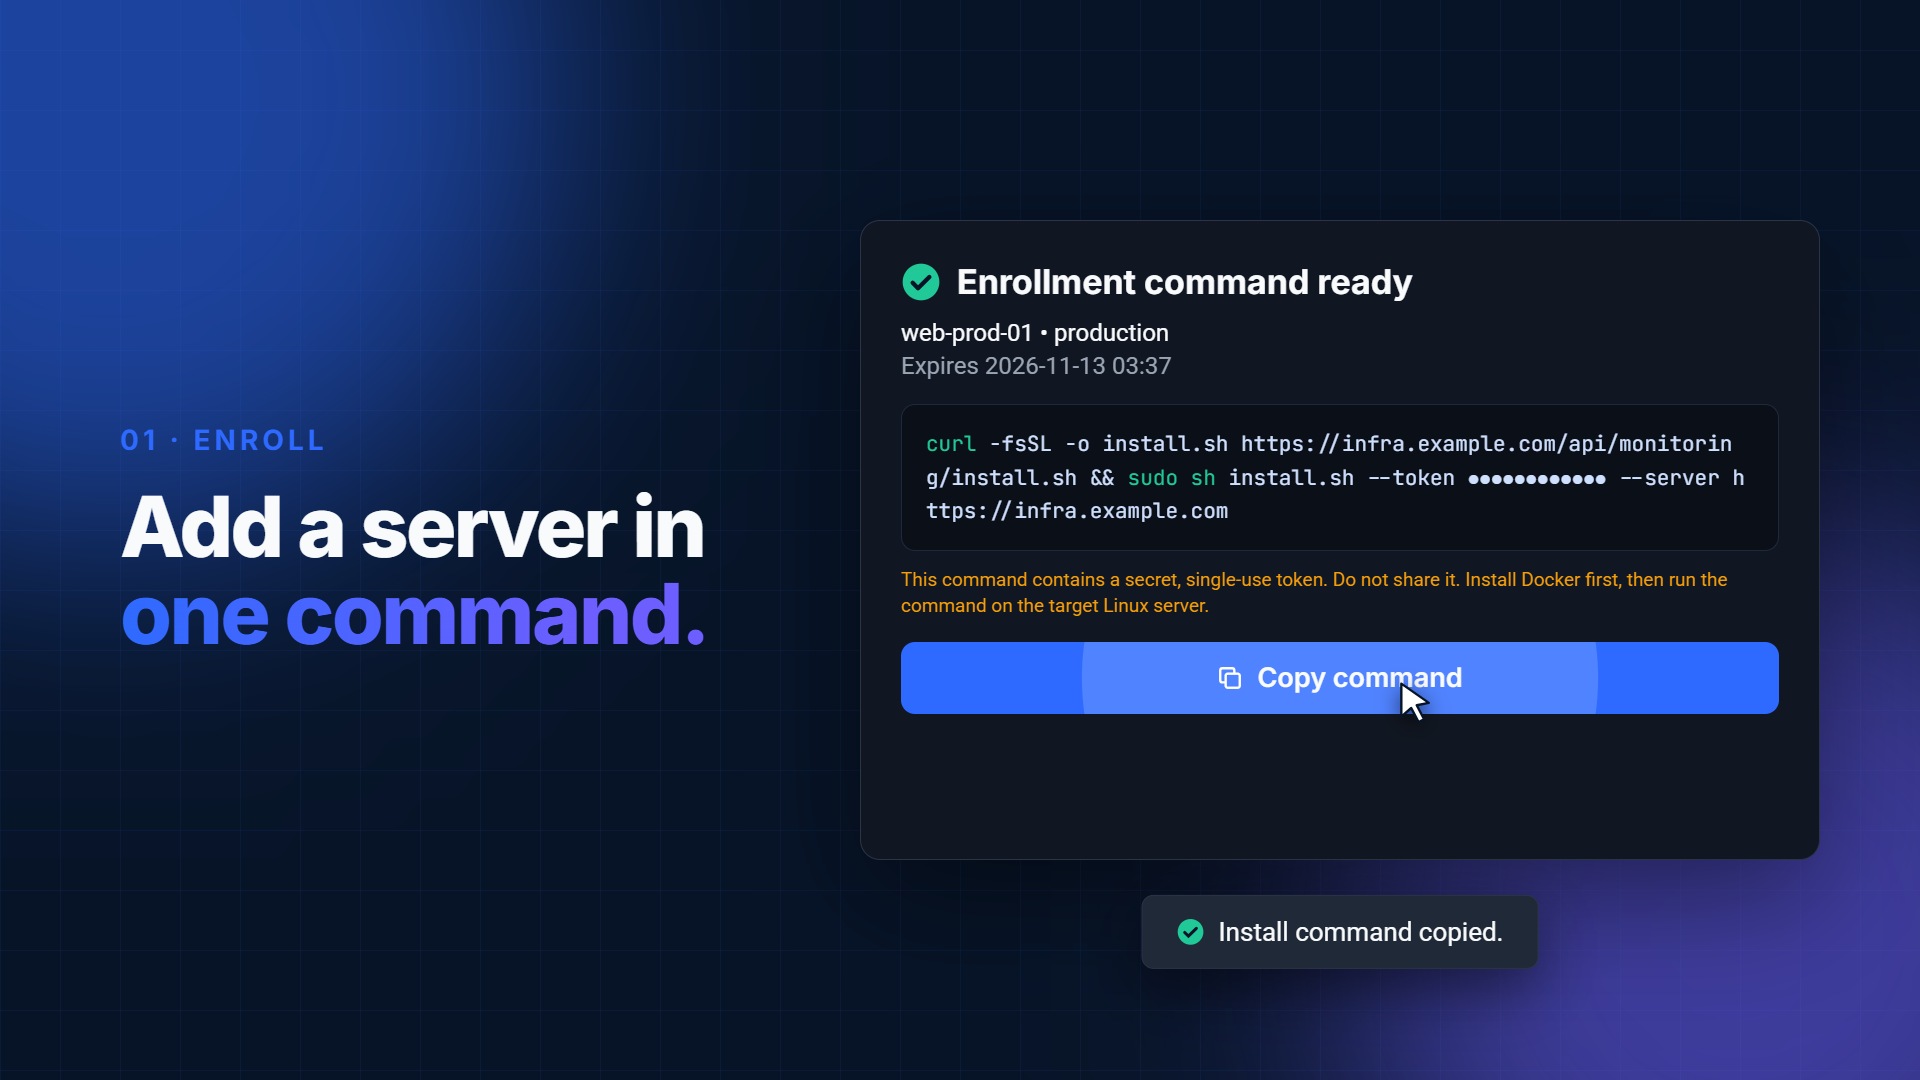 01 · ENROLL
Add a server in
one command.
Enrollment command ready
web-prod-01 • production
Expires 2026-11-13 03:37
curl -fsSL -o install.sh https://infra.example.com/api/monitorin
g/install.sh && sudo sh install.sh --token ●●●●●●●●●●●● --server h
ttps://infra.example.com
This command contains a secret, single-use token. Do not share it. Install Docker first, then run the
command on the target Linux server.
Copy command
Install command copied.